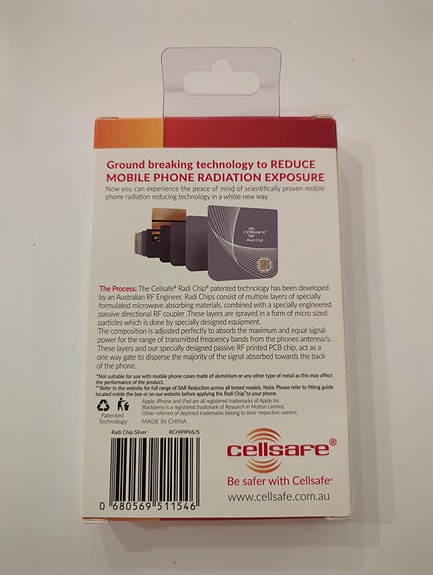 Ground breaking technology to REDUCE
MOBILE PHONE RADIATION EXPOSURE
Now you can experience the peace of mind of scientifically proven mobile
phone radiation reducing technology in a whole new way.
cellsafe®
Radi Chip
The Process: The Cellsafe® Radi Chip® patented technology has been developed
by an Australian RF Engineer. Radi Chips consist of multiple layers of specially
formulated microwave absorbing materials, combined with a specially engineered
passive directional RF coupler .These layers are sprayed in a form of micro sized
particles which is done by specially designed equipment.
The composition is adjusted perfectly to absorb the maximum and equal signal
power for the range of transmitted frequency bands from the phones antenna/s.
These layers and our specially designed passive RF printed PCB chip, act as a
one way gate to disperse the majority of the signal absorbed towards the back
of the phone.
*Not suitable for use with mobile phone cases made of aluminium or any other type of metal as this may affect
the performance of the product.
**Refer to the website for full range of SAR Reduction across all tested models. Note: Please refer to fitting guide
located inside the box or on our website before applying the Radi Chip®to your phone.
Apple, iPhone and iPad are all registered trademarks of Apple Inc.
Blackberry is a registered trademark of Research in Motion Limited.
Other referred of depicted trademarks belong to their respective owners.
Patented
Technology
MADE IN CHINA
Radi Chip Silver RCHIPIP65/S
0 680569 511546
cellsafe®
Be safer with Cellsafe®
www.cellsafe.com.au